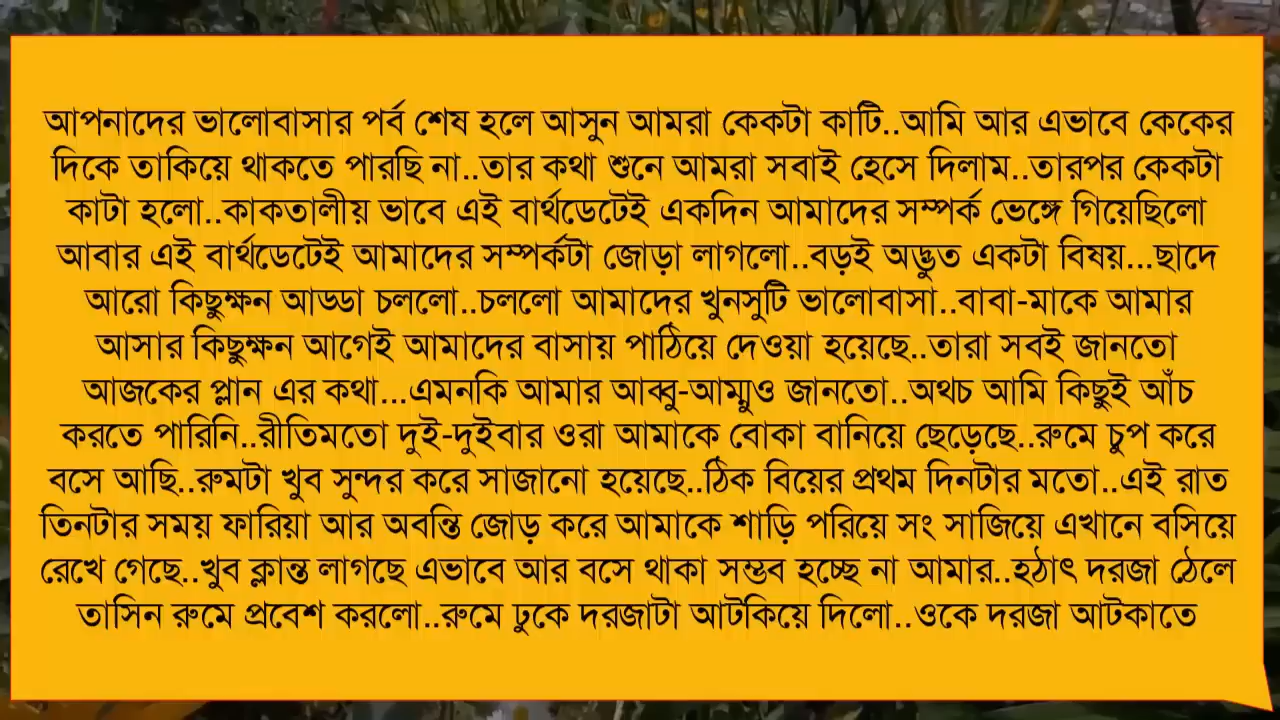 আপনাদের ভালোবাসার পর্ব শেষ হলে আসুন আমরা কেকটা কাটি..আমি আর এভাবে কেকের
দিকে তাকিয়ে থাকতে পারছি না..তার কথা শুনে আমরা সবাই হেসে দিলাম..তারপর কেকটা
কাটা হলো..কাকতালীয় ভাবে এই বার্থডেটেই একদিন আমাদের সম্পর্ক ভেঙ্গে গিয়েছিলো
আবার এই বার্থডেটেই আমাদের সম্পর্কটা জোড়া লাগলো..বড়ই অদ্ভুত একটা বিষয়...ছাদে
আরো কিছুক্ষন আড্ডা চললো..চললো আমাদের খুনসুটি ভালোবাসা..বাবা-মাকে আমার
আসার কিছুক্ষন আগেই আমাদের বাসায় পাঠিয়ে দেওয়া হয়েছে..তারা সবই জানতো
আজকের প্লান এর কথা...এমনকি আমার আব্বু-আম্মুও জানতো..অথচ আমি কিছুই আঁচ
করতে পারিনি..রীতিমতো দুই-দুইবার ওরা আমাকে বোকা বানিয়ে ছেড়েছে..রুমে চুপ করে
বসে আছি..রুমটা খুব সুন্দর করে সাজানো হয়েছে..ঠিক বিয়ের প্রথম দিনটার মতো..এই রাত
তিনটার সময় ফারিয়া আর অবন্তি জোড় করে আমাকে শাড়ি পরিয়ে সং সাজিয়ে এখানে বসিয়ে
রেখে গেছে..খুব ক্লান্ত লাগছে এভাবে আর বসে থাকা সম্ভব হচ্ছে না আমার..হঠাৎ দরজা ঠেলে
তাসিন রুমে প্রবেশ করলো..রুমে ঢুকে দরজাটা আটকিয়ে দিলো..ওকে দরজা আটকাতে